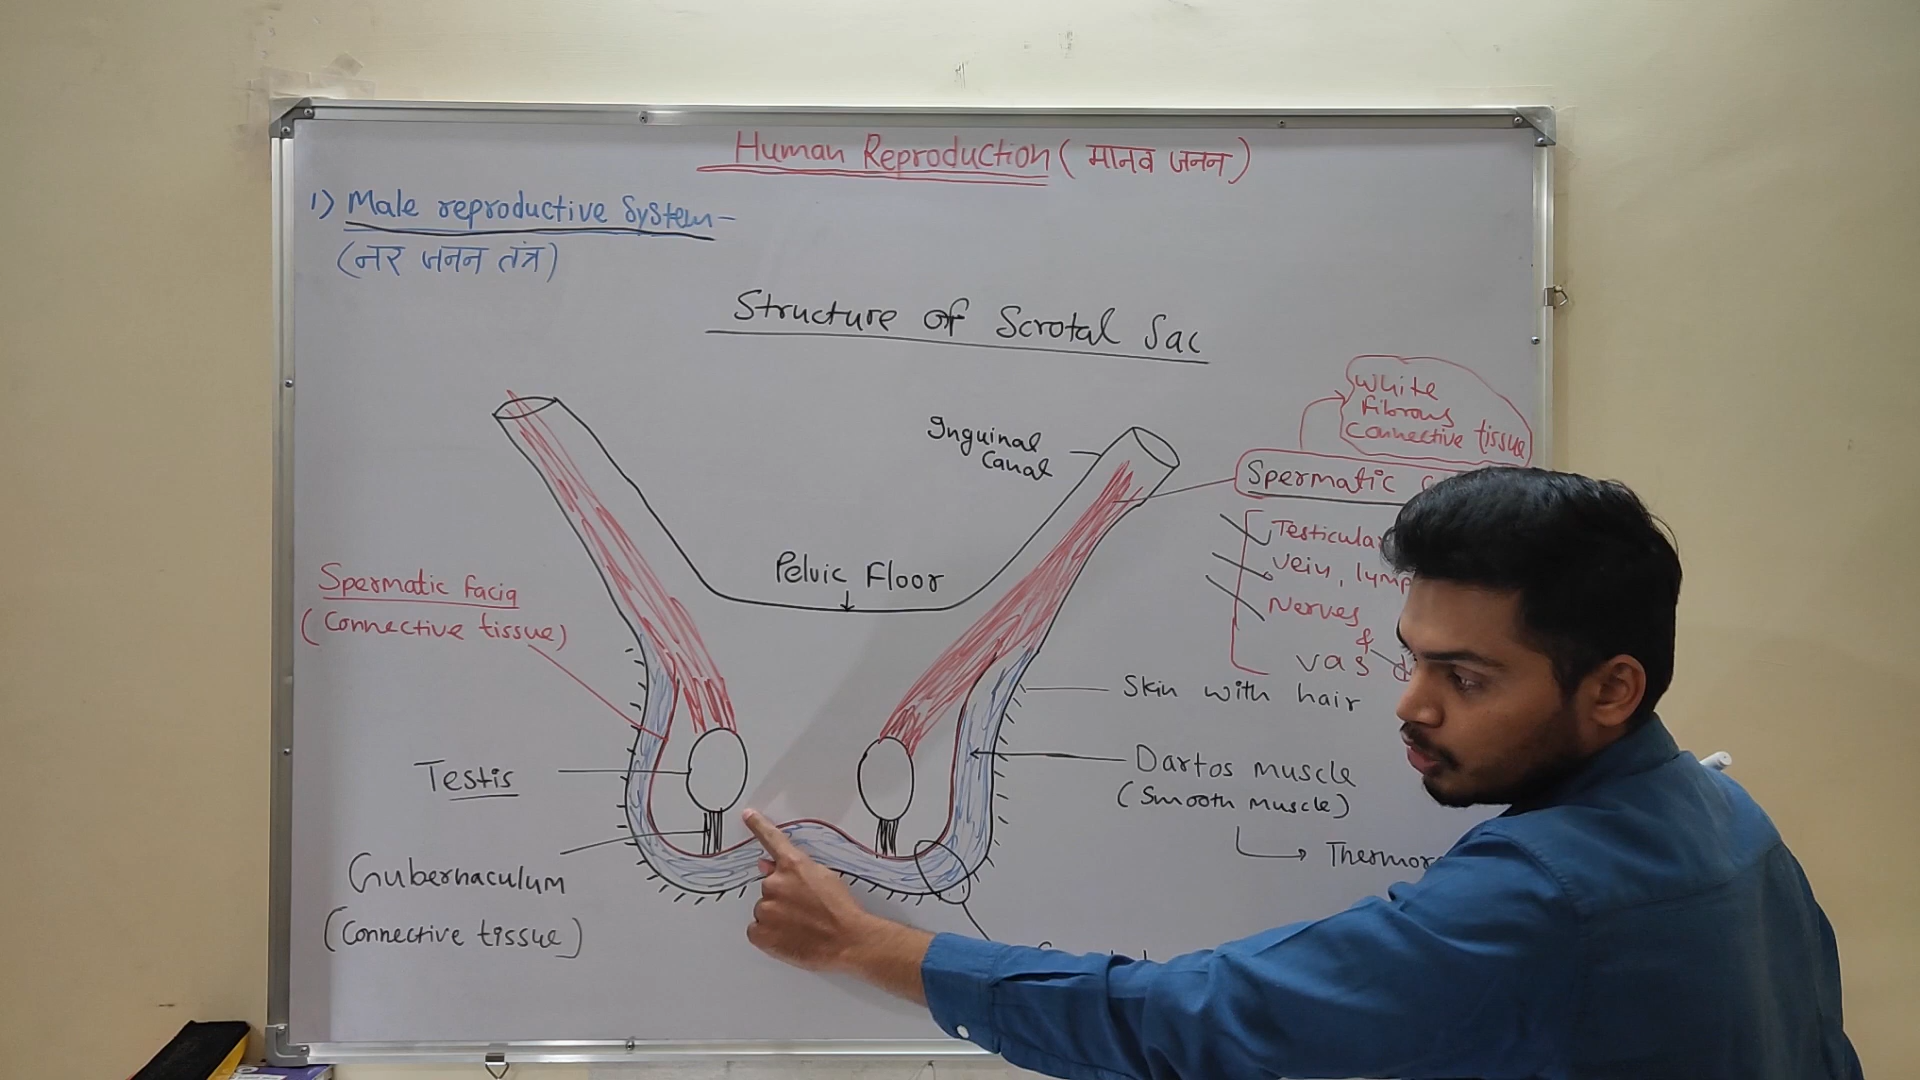 Human Reproduction (मानव जनन)
1) Male reproductive System-
(नर जनन तंत्र)
Structure of Scrotal Sac
White
Fibrous
Connective tissue
Inguinal
Canal
Spermatic
Testicular
Vein, lymp
Nerves
&
Vas
Pelvic Floor
Spermatic Facia
(Connective tissue)
Skin with hair
Testis
Dartos muscle
(Smooth muscle)
Thermor
Gubernaculum
(Connective tissue)